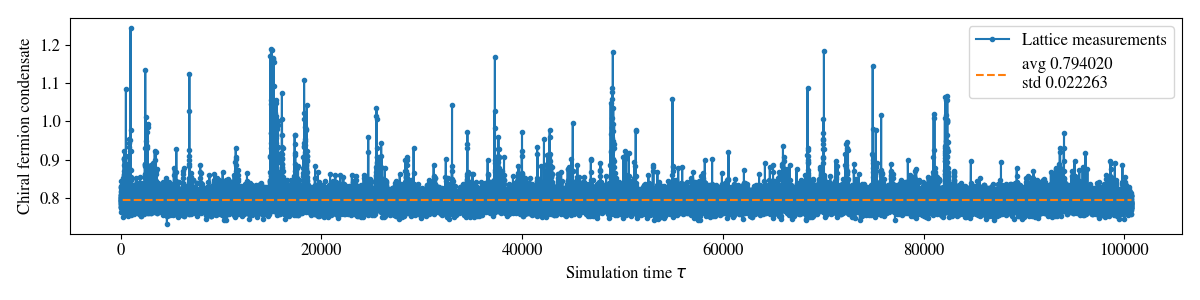 Chiral fermion condensate
1.2
1.1
1.0
0.9
0.8
Lattice measurements
avg 0.794020
std 0.022263
0
20000
40000
60000
80000
100000
Simulation time τ